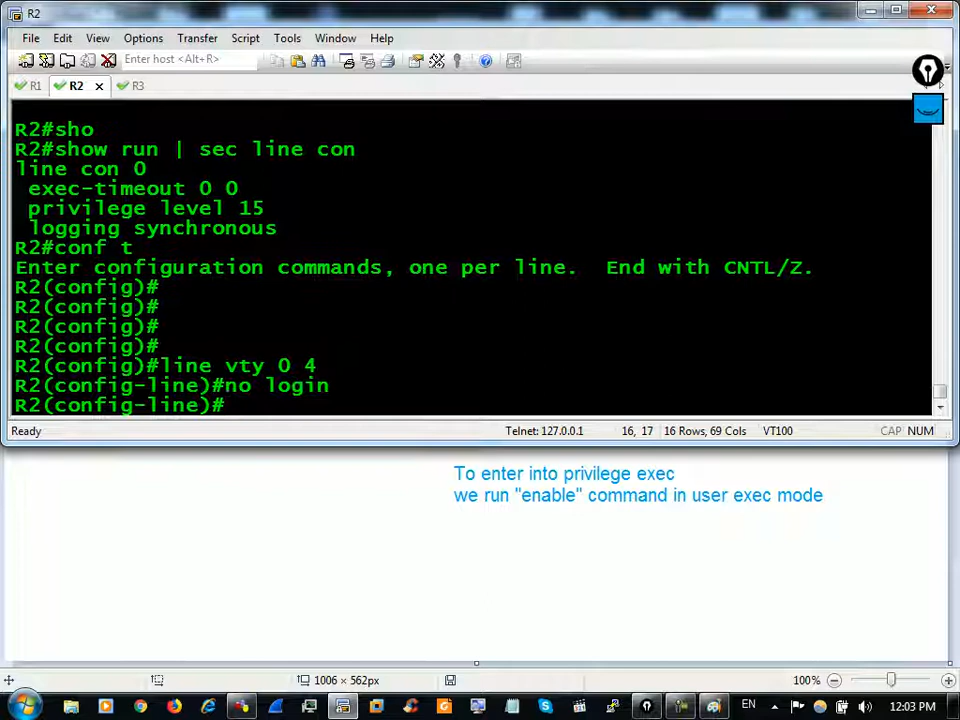 R2
File Edit View Options Transfer Script Tools Window Help
Enter host <Alt+R>
R1 R2 R3
R2#sho
R2#show run | sec line con
line con 0
exec-timeout 0 0
privilege level 15
logging synchronous
R2#conf t
Enter configuration commands, one per line. End with CNTL/Z.
R2(config)#
R2(config)#
R2(config)#
R2(config)#
R2(config)#line vty 0 4
R2(config-line)#no login
R2(config-line)#
Ready Telnet: 127.0.0.1 16, 17 16 Rows, 69 Cols VT100 CAP NUM
To enter into privilege exec
we run "enable" command in user exec mode
1006 × 562px 100%
EN 12:03 PM